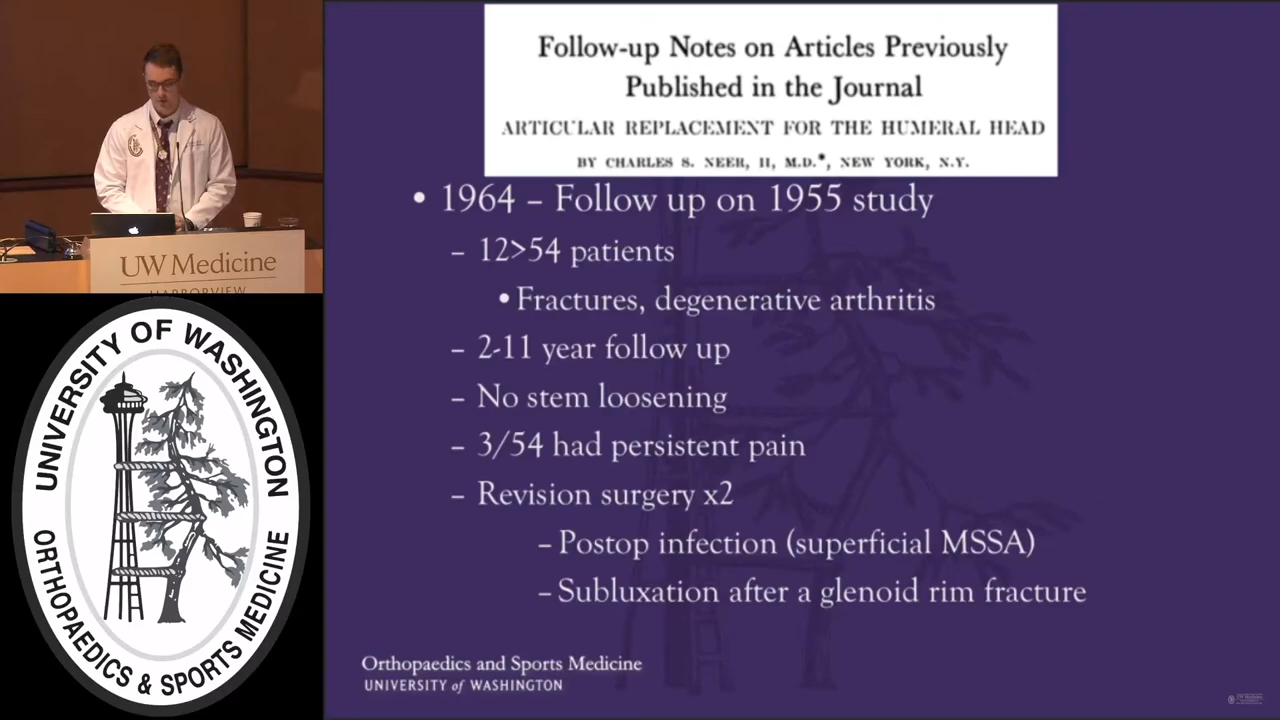 Follow-up Notes on Articles Previously
Published in the Journal
ARTICULAR REPLACEMENT FOR THE HUMERAL HEAD
BY CHARLES S. NEER, II, M.D.*, NEW YORK, N.Y.
• 1964 – Follow up on 1955 study
– 12>54 patients
• Fractures, degenerative arthritis
– 2-11 year follow up
– No stem loosening
– 3/54 had persistent pain
– Revision surgery x2
– Postop infection (superficial MSSA)
– Subluxation after a glenoid rim fracture
Orthopaedics and Sports Medicine
UNIVERSITY of WASHINGTON
UW Medicine
HARBORVIEW
UNIVERSITY OF WASHINGTON
ORTHOPAEDICS & SPORTS MEDICINE
UW Medicine